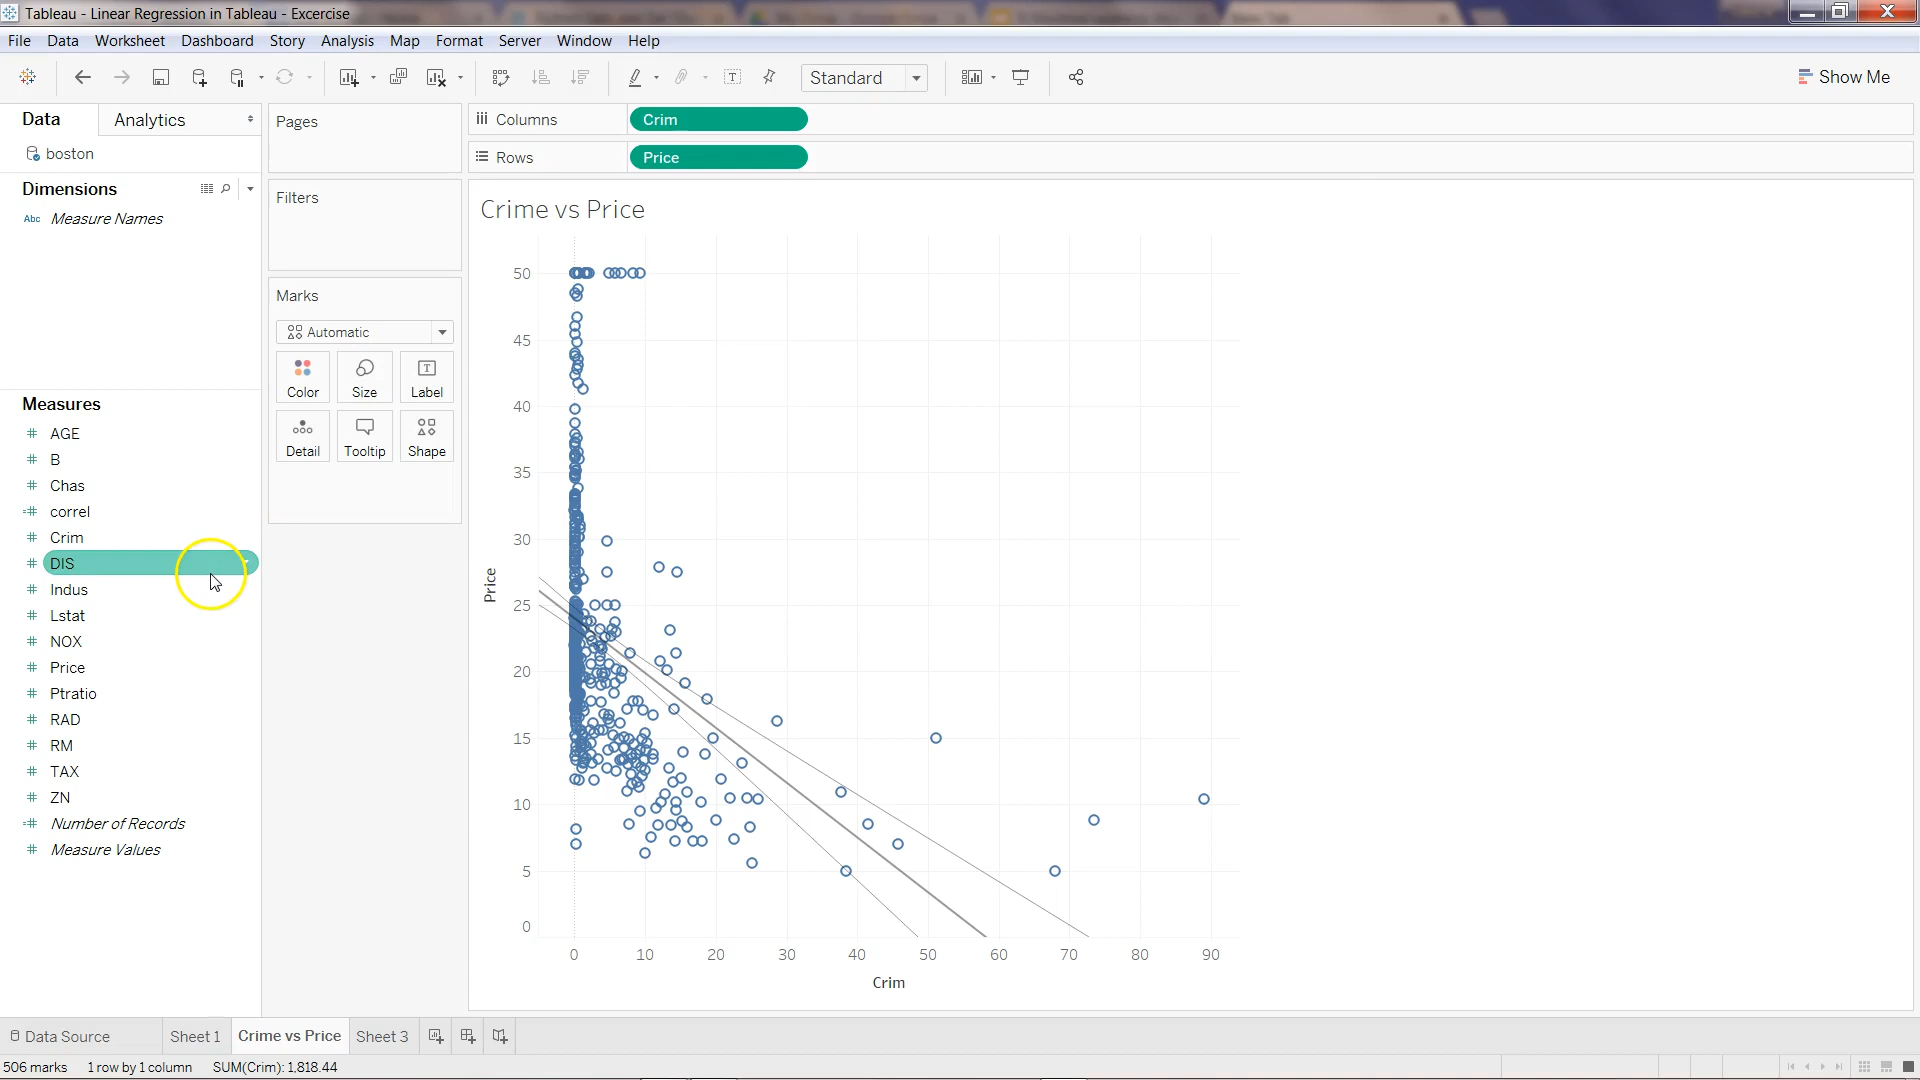 Tableau - Linear Regression in Tableau - Excercise
File Data Worksheet Dashboard Story Analysis Map Format Server Window Help
Standard
Show Me
Data Analytics
boston
Dimensions
Abc Measure Names
Measures
AGE
B
Chas
correl
Crim
DIS
Indus
Lstat
NOX
Price
Ptratio
RAD
RM
TAX
ZN
Number of Records
Measure Values
Pages
Filters
Marks
Automatic
Color Size Label
Detail Tooltip Shape
Columns Crim
Rows Price
Crime vs Price
50
45
40
35
30
25
20
15
10
5
0
Price
0 10 20 30 40 50 60 70 80 90
Crim
Data Source Sheet 1 Crime vs Price Sheet 3
506 marks 1 row by 1 column SUM(Crim): 1,818.44